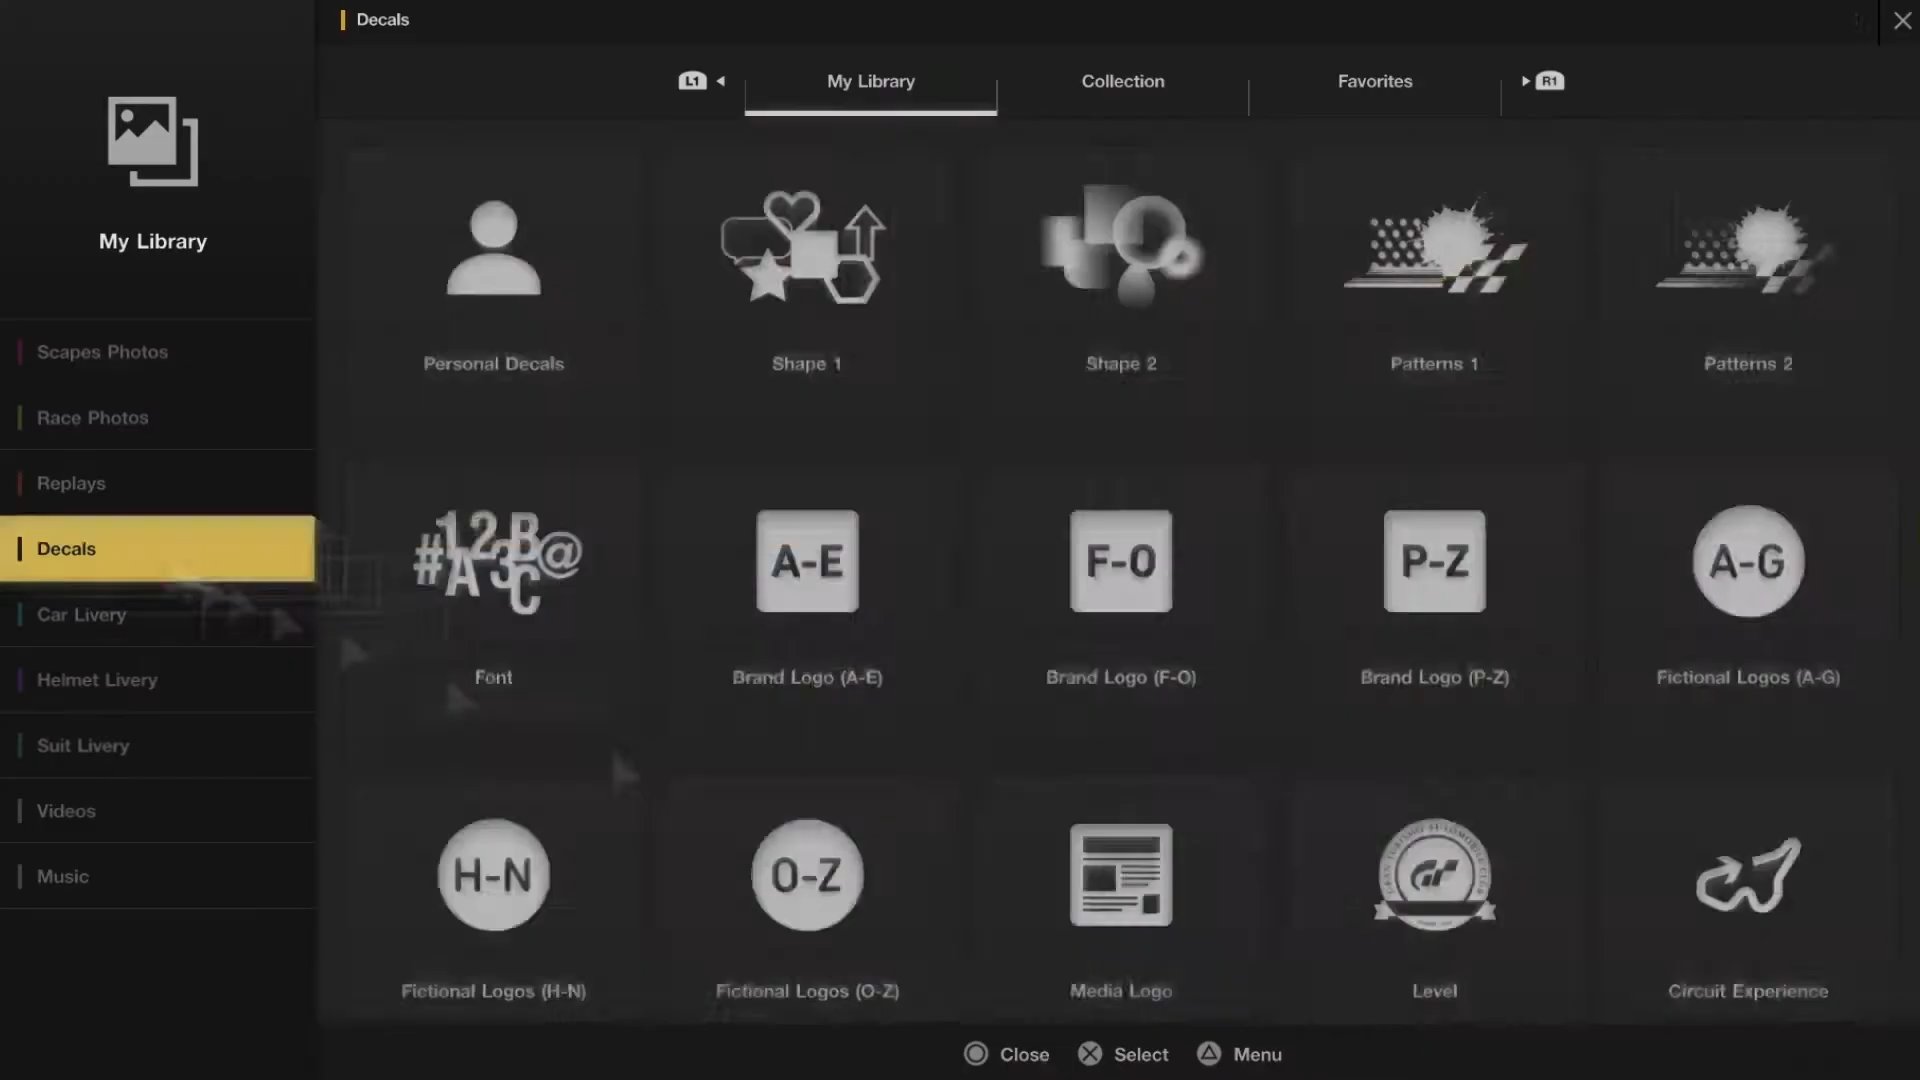 Decals
L1
My Library
Collection
Favorites
R1
My Library
Scapes Photos
Race Photos
Replays
Decals
Car Livery
Helmet Livery
Suit Livery
Videos
Music
Personal Decals
Shape 1
Shape 2
Patterns 1
Patterns 2
#123ABC@
A-E
F-O
P-Z
A-G
Font
Brand Logo (A-E)
Brand Logo (F-O)
Brand Logo (P-Z)
Fictional Logos (A-G)
H-N
O-Z
GT
Fictional Logos (H-N)
Fictional Logos (O-Z)
Media Logo
Level
Circuit Experience
Close
Select
Menu